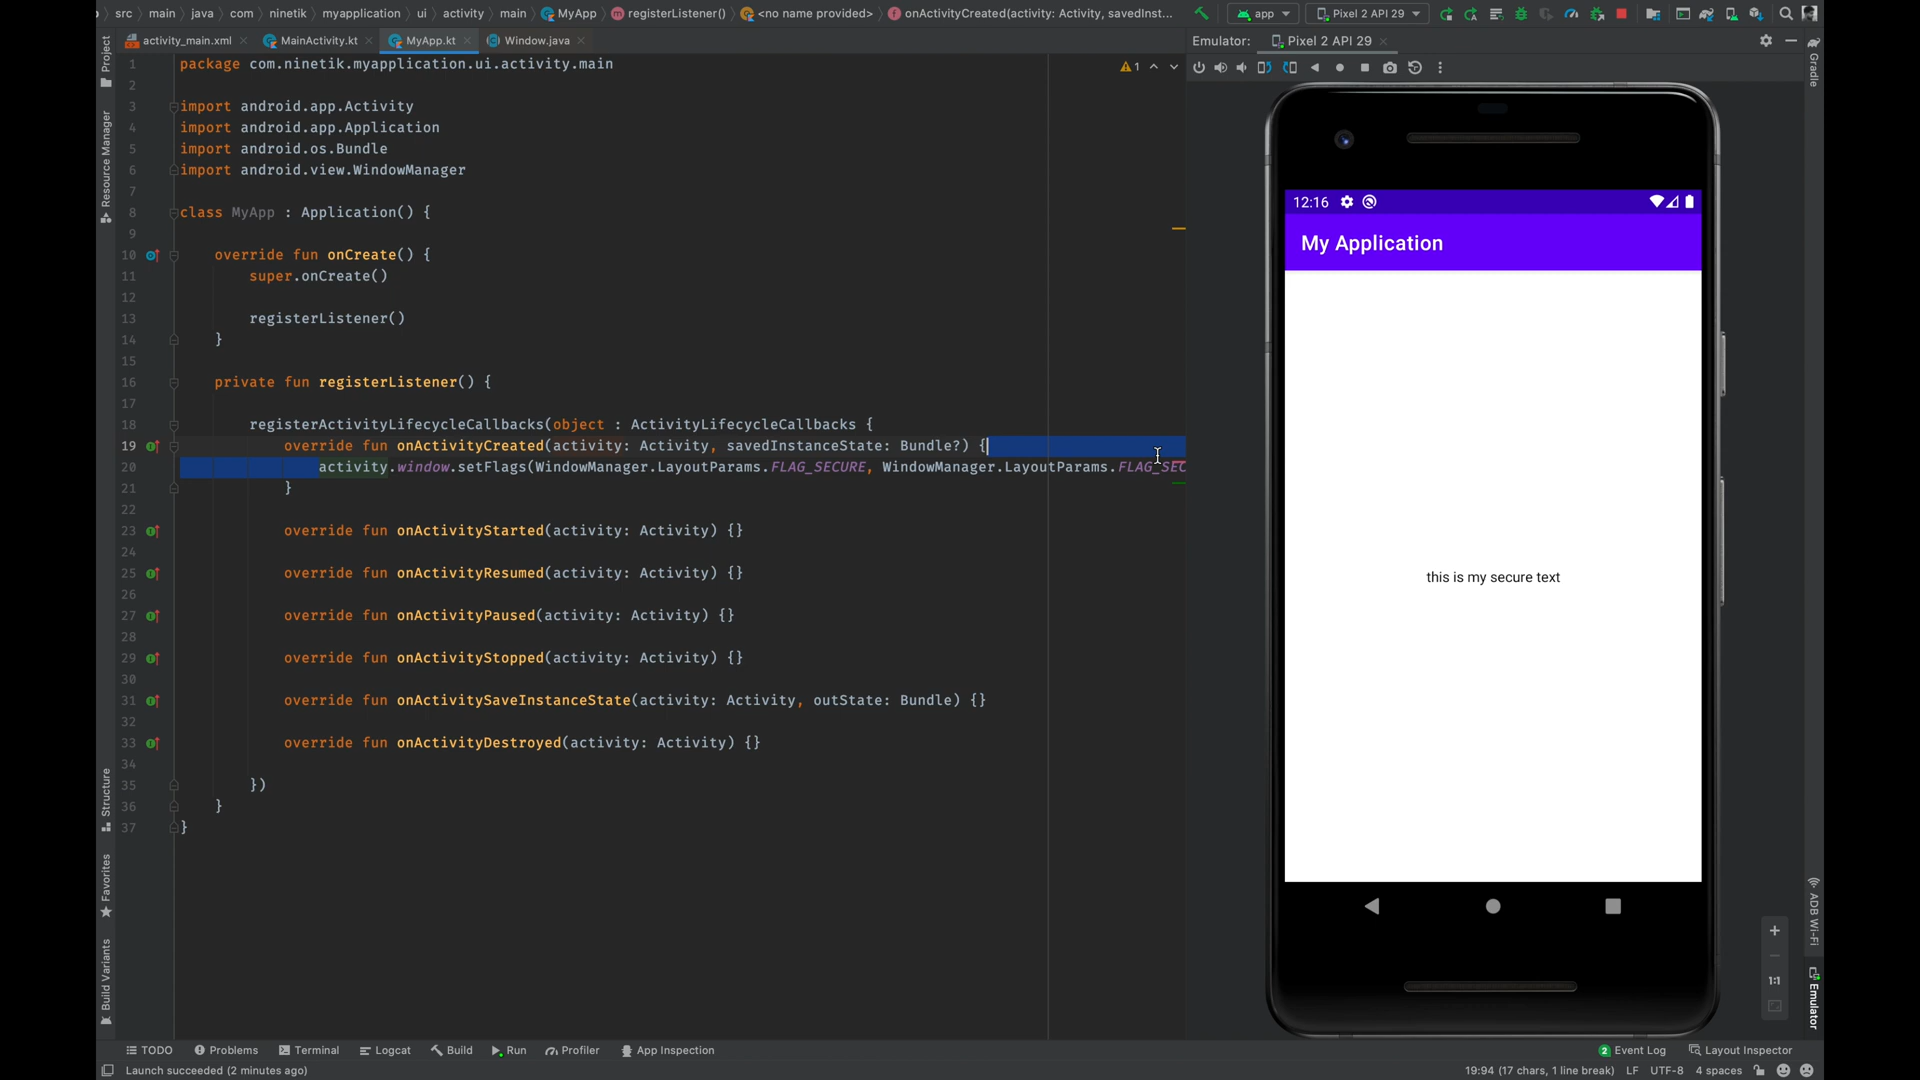 src › main › java › com › ninetik › myapplication › ui › activity › main › MyApp › registerListener() › <no name provided> › onActivityCreated(activity: Activity, savedInst...
app
Pixel 2 API 29
activity_main.xml
MainActivity.kt
MyApp.kt
Window.java
Emulator:
Pixel 2 API 29
1 package com.ninetik.myapplication.ui.activity.main
1
2
3 import android.app.Activity
4 import android.app.Application
5 import android.os.Bundle
6 import android.view.WindowManager
7
8 class MyApp : Application() {
9
10 override fun onCreate() {
11 super.onCreate()
12
13 registerListener()
14 }
15
16 private fun registerListener() {
17
18 registerActivityLifecycleCallbacks(object : ActivityLifecycleCallbacks {
19 override fun onActivityCreated(activity: Activity, savedInstanceState: Bundle?) {
20 activity.window.setFlags(WindowManager.LayoutParams.FLAG_SECURE, WindowManager.LayoutParams.FLAG_SEC
21 }
22
23 override fun onActivityStarted(activity: Activity) {}
24
25 override fun onActivityResumed(activity: Activity) {}
26
27 override fun onActivityPaused(activity: Activity) {}
28
29 override fun onActivityStopped(activity: Activity) {}
30
31 override fun onActivitySaveInstanceState(activity: Activity, outState: Bundle) {}
32
33 override fun onActivityDestroyed(activity: Activity) {}
34
35 })
36 }
37 }
Project
Resource Manager
Structure
Favorites
Build Variants
12:16
My Application
this is my secure text
Gradle
ADB Wi-Fi
Emulator
1:1
TODO
Problems
Terminal
Logcat
Build
Run
Profiler
App Inspection
2 Event Log
Layout Inspector
Launch succeeded (2 minutes ago)
19:94 (17 chars, 1 line break) LF UTF-8 4 spaces